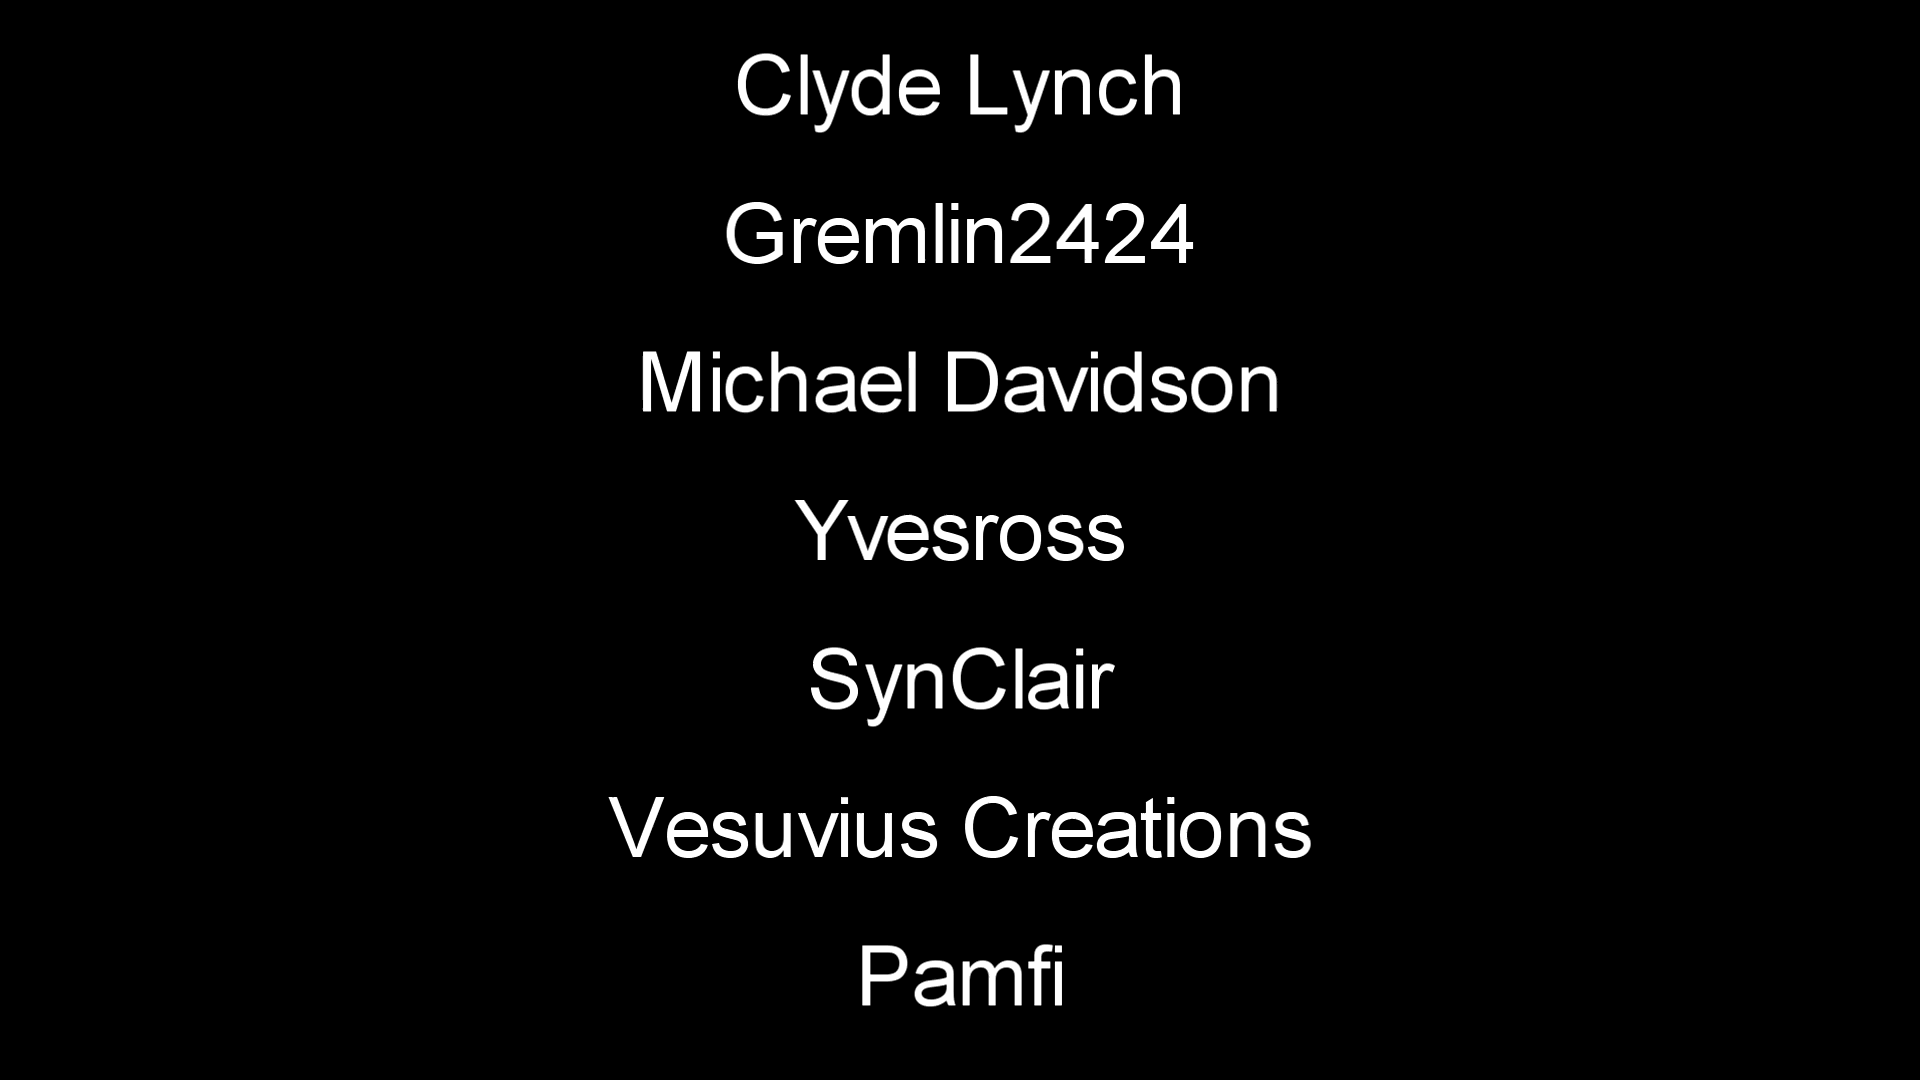 Clyde Lynch
Gremlin2424
Michael Davidson
Yvesross
SynClair
Vesuvius Creations
Pamfi